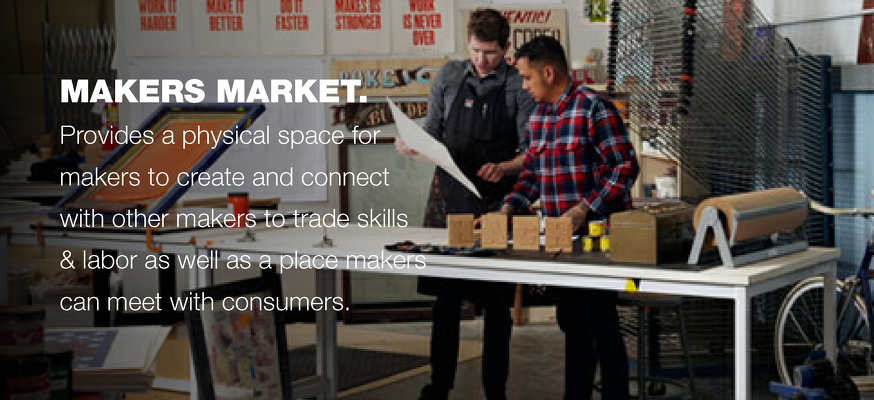 WORK IT MAKE IT DO IT MAKES US WORK
HARDER BETTER FASTER STRONGER IS NEVER
OVER
MAKERS MARKET.
Provides a physical space for
makers to create and connect
with other makers to trade skills
& labor as well as a place makers
can meet with consumers.